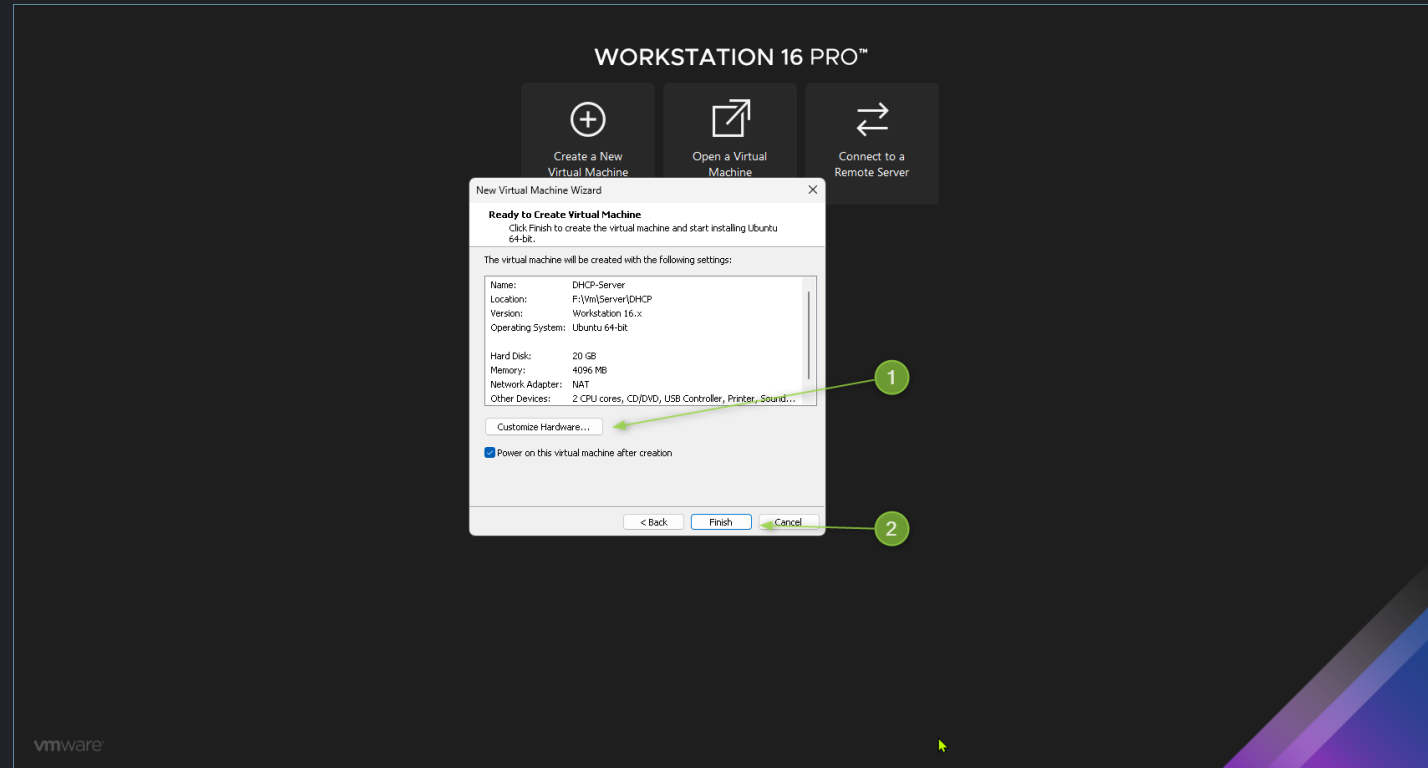 WORKSTATION 16 PRO™
Create a New
Virtual Machine
Open a Virtual
Machine
Connect to a
Remote Server
New Virtual Machine Wizard
Ready to Create Virtual Machine
Click Finish to create the virtual machine and start installing Ubuntu
64-bit.
The virtual machine will be created with the following settings:
Name: DHCP-Server
Location: F:\Vm\Server\DHCP
Version: Workstation 16.x
Operating System: Ubuntu 64-bit
Hard Disk: 20 GB
Memory: 4096 MB
Network Adapter: NAT
Other Devices: 2 CPU cores, CD/DVD, USB Controller, Printer, Sound...
1
Customize Hardware...
Power on this virtual machine after creation
< Back
Finish
Cancel
2
vmware